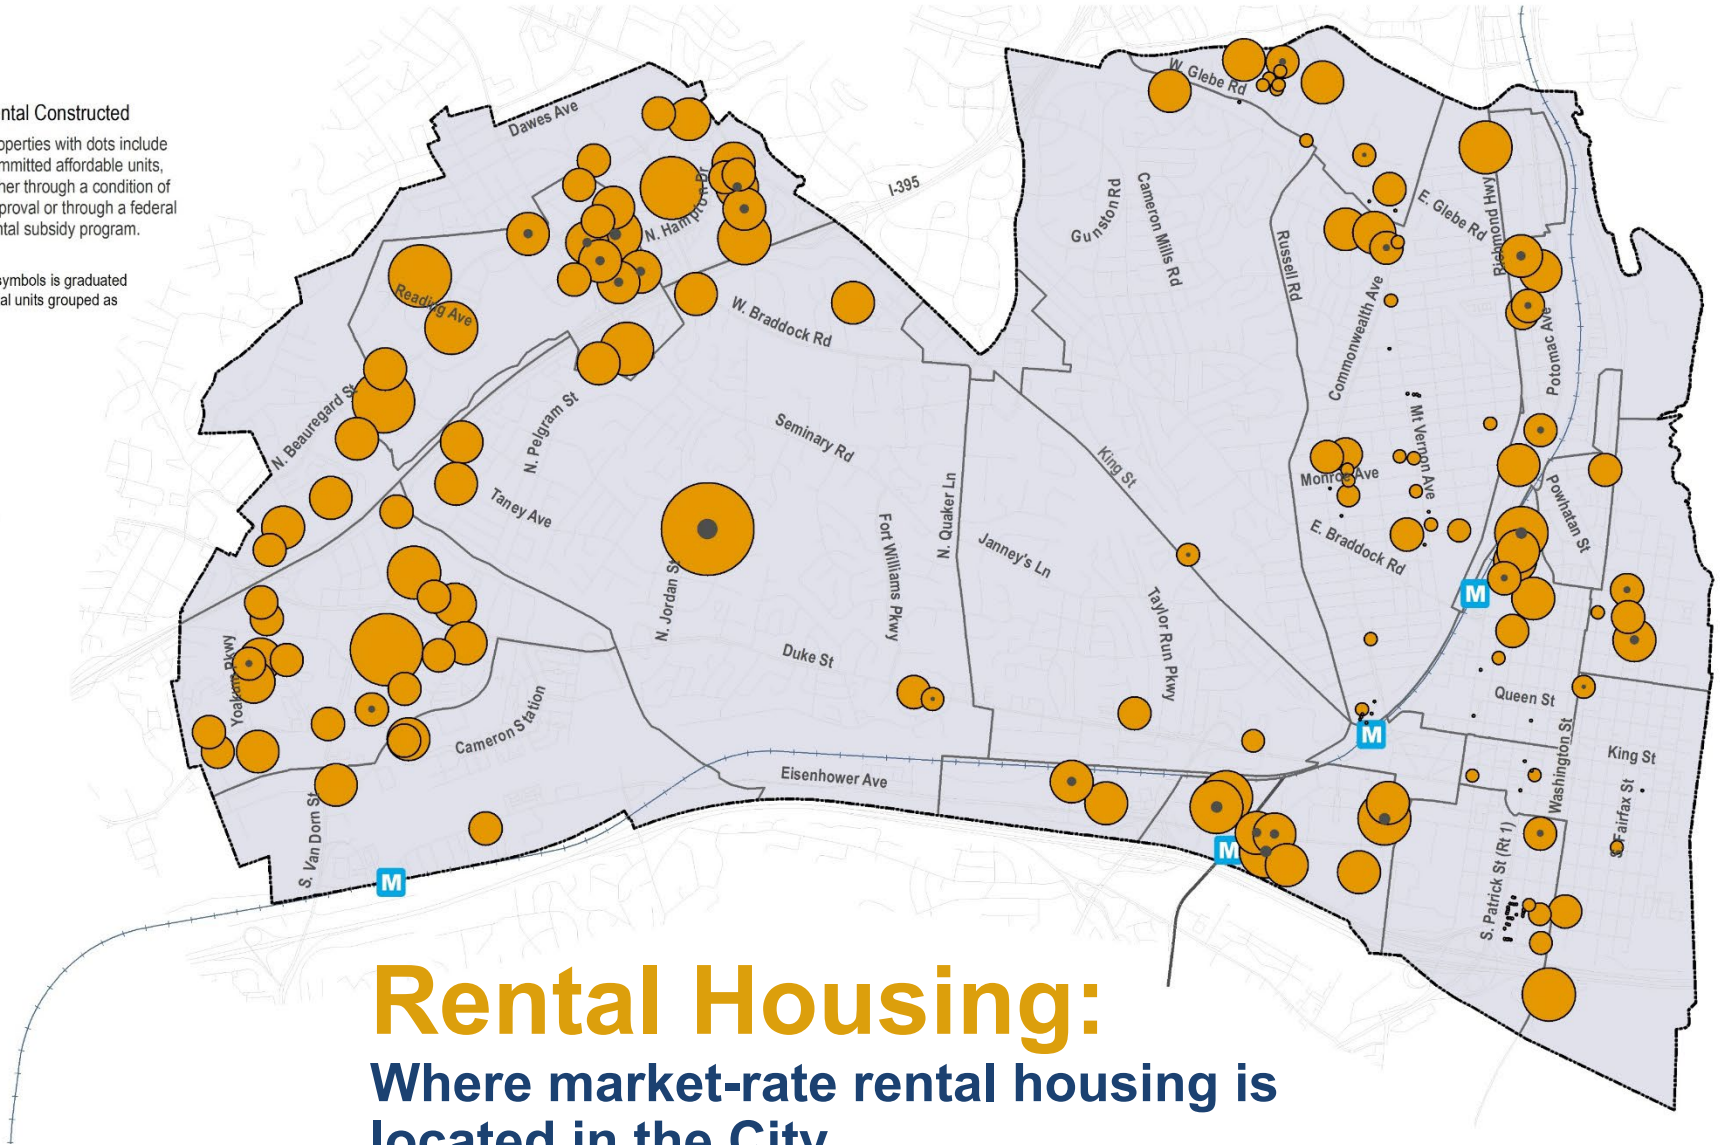 ntal Constructed
operties with dots include
mmitted affordable units,
her through a condition of
proval or through a federal
ntal subsidy program.
symbols is graduated
al units grouped as
Dawes Ave
N. Hampton Dr
I-395
W. Glebe Rd
Gunston Rd
Cameron Mills Rd
Russell Rd
E. Glebe Rd
Richmond Hwy
Reading Ave
W. Braddock Rd
Commonwealth Ave
Potomac Ave
N. Beauregard St
N. Pelgram St
Seminary Rd
King St
Mt Vernon Ave
Monroe Ave
Taney Ave
Fort Williams Pkwy
N. Quaker Ln
Janney's Ln
E. Braddock Rd
Powhatan St
N. Jordan St
Taylor Run Pkwy
M
Yoakum Pkwy
Duke St
Queen St
Cameron Station
M
Washington St
King St
Eisenhower Ave
S. Van Dorn St
S. Fairfax St
S. Patrick St (Rt 1)
M
M
Rental Housing:
Where market-rate rental housing is
located in the City